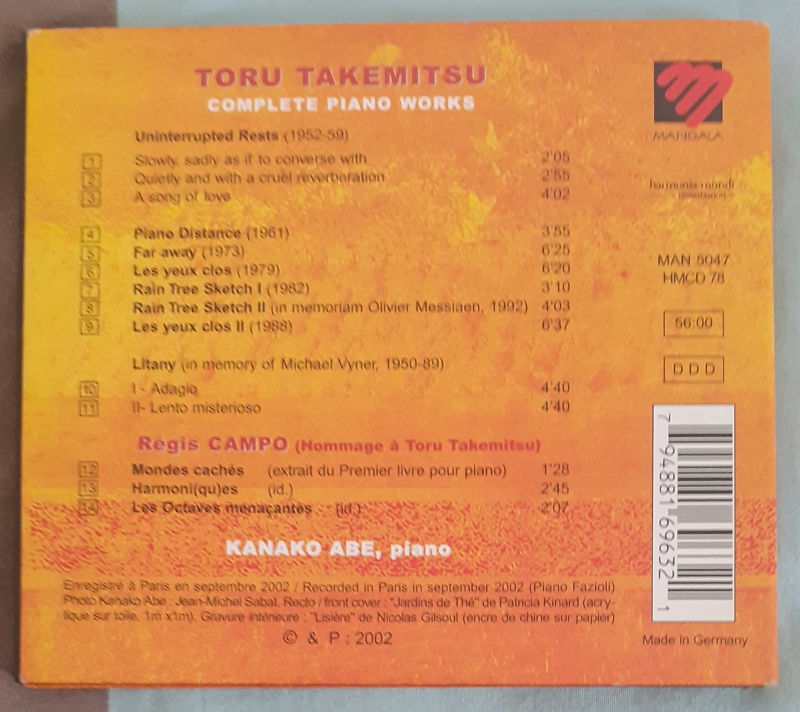 TORU TAKEMITSU
COMPLETE PIANO WORKS
MANDALA
Uninterrupted Rests (1952-59)
1 Slowly, sadly as if to converse with 2'05
2 Quietly and with a cruel reverberation 2'55
3 A song of love 4'02
harmonia mundi
distribution
4 Piano Distance (1961) 3'55
5 Far away (1973) 6'25
6 Les yeux clos (1979) 6'20
7 Rain Tree Sketch I (1982) 3'10
8 Rain Tree Sketch II (in memoriam Olivier Messiaen, 1992) 4'03
9 Les yeux clos II (1988) 6'37
MAN 5047
HMCD 78
56:00
DDD
Litany (in memory of Michael Vyner, 1950-89)
10 I - Adagio 4'40
11 II- Lento misterioso 4'40
Régis CAMPO (Hommage à Toru Takemitsu)
12 Mondes cachés (extrait du Premier livre pour piano) 1'28
13 Harmoni(qu)es (id.) 2'45
14 Les Octaves menaçantes (id.) 2'07
KANAKO ABE, piano
7 94881 69632 1
Enregistré à Paris en septembre 2002 / Recorded in Paris in september 2002 (Piano Fazioli)
Photo Kanako Abe : Jean-Michel Sabat. Recto / front cover : "Jardins de Thé" de Patricia Kinard (acry-
lique sur toile, 1m x1m). Gravure intérieure : "Lisière" de Nicolas Gilsoul (encre de chine sur papier)
© & P : 2002
Made in Germany